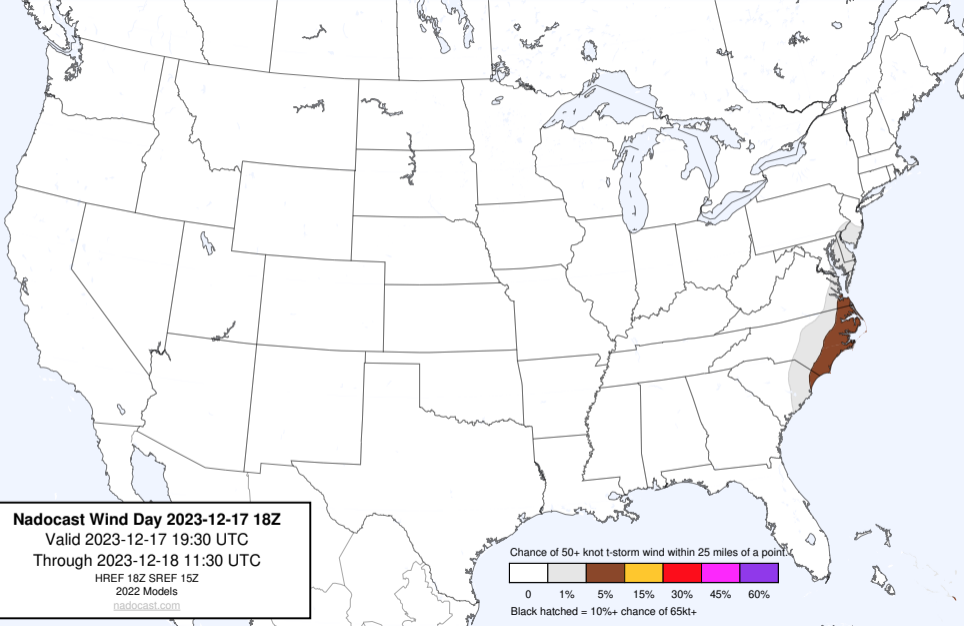 Nadocast Wind Day 2023-12-17 18Z
Valid 2023-12-17 19:30 UTC
Through 2023-12-18 11:30 UTC
HREF 18Z SREF 15Z
2022 Models
nadocast.com
Chance of 50+ knot t-storm wind within 25 miles of a point.
0 1% 5% 15% 30% 45% 60%
Black hatched = 10%+ chance of 65kt+